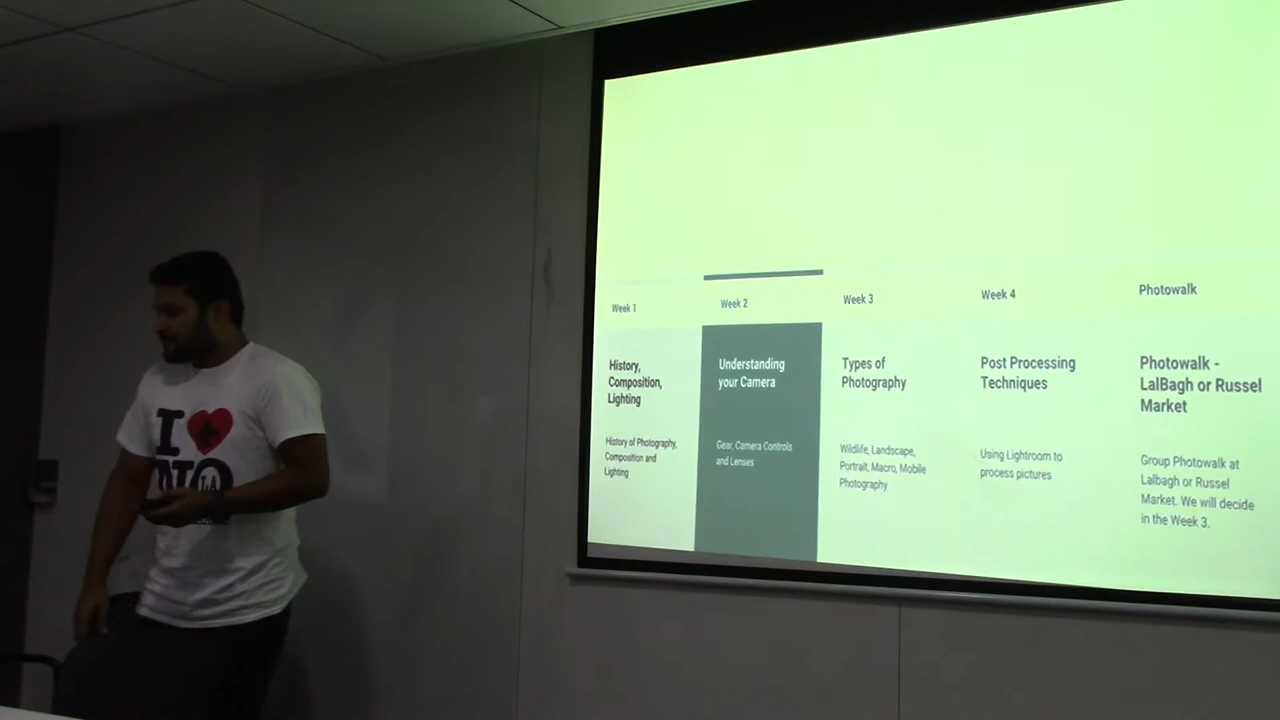 Week 1
History,
Composition,
Lighting
History of Photography,
Composition and
Lighting
Week 2
Understanding
your Camera
Gear, Camera Controls
and Lenses
Week 3
Types of
Photography
Wildlife, Landscape,
Portrait, Macro, Mobile
Photography
Week 4
Post Processing
Techniques
Using Lightroom to
process pictures
Photowalk
Photowalk -
LalBagh or Russel
Market
Group Photowalk at
Lalbagh or Russel
Market. We will decide
in the Week 3.
I
LA